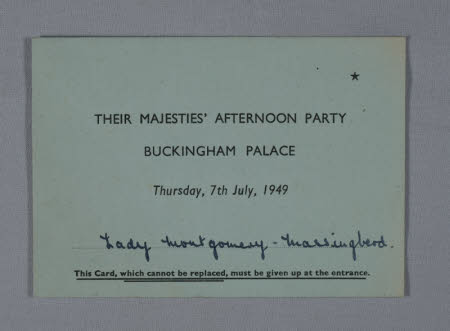 THEIR MAJESTIES' AFTERNOON PARTY
BUCKINGHAM PALACE
Thursday, 7th July, 1949
Lady Montgomery-Massingberd.
This Card, which cannot be replaced, must be given up at the entrance.